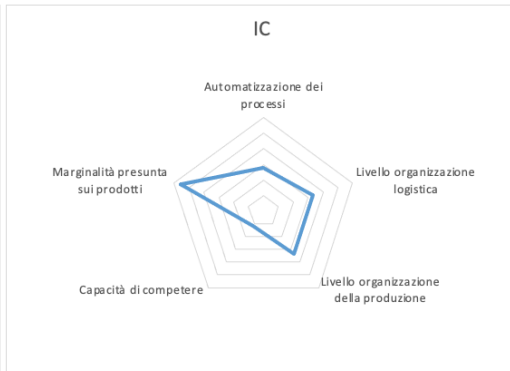 IC
Automatizzazione dei
processi
Livello organizzazione
logistica
Livello organizzazione
della produzione
Capacità di competere
Marginalità presunta
sui prodotti